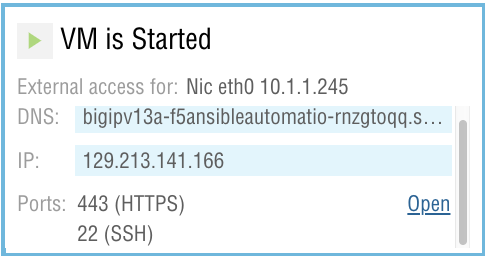 VM is Started
External access for: Nic eth0 10.1.1.245
DNS: bigipv13a-f5ansibleautomatio-rnzgtoqq.s...
IP: 129.213.141.166
Ports: 443 (HTTPS) Open
22 (SSH)